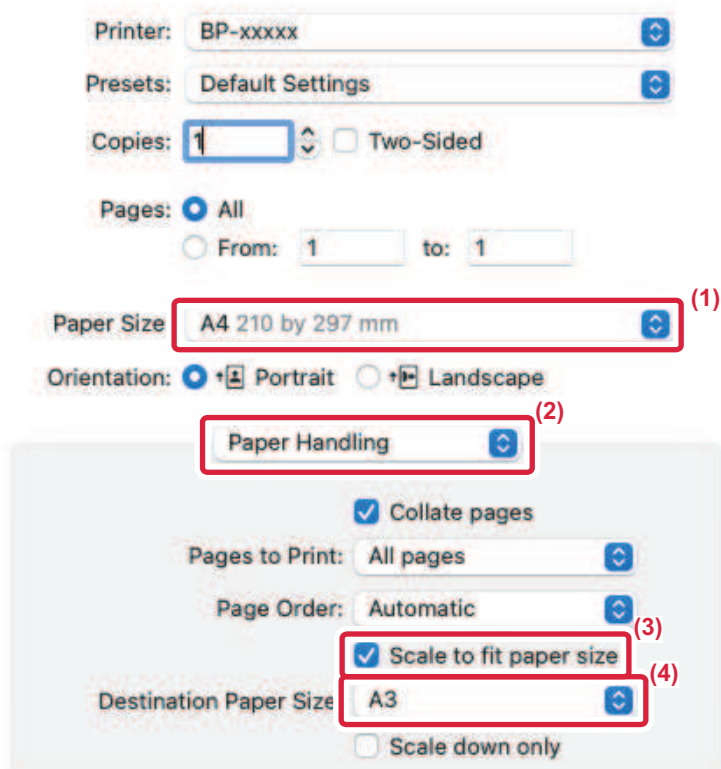 Printer: BP-xxxxx
Presets: Default Settings
Copies: 1 Two-Sided
Pages: All
From: 1 to: 1
(1)
Paper Size A4 210 by 297 mm
Orientation: Portrait Landscape
(2)
Paper Handling
Collate pages
Pages to Print: All pages
Page Order: Automatic
(3)
Scale to fit paper size
(4)
Destination Paper Size A3
Scale down only